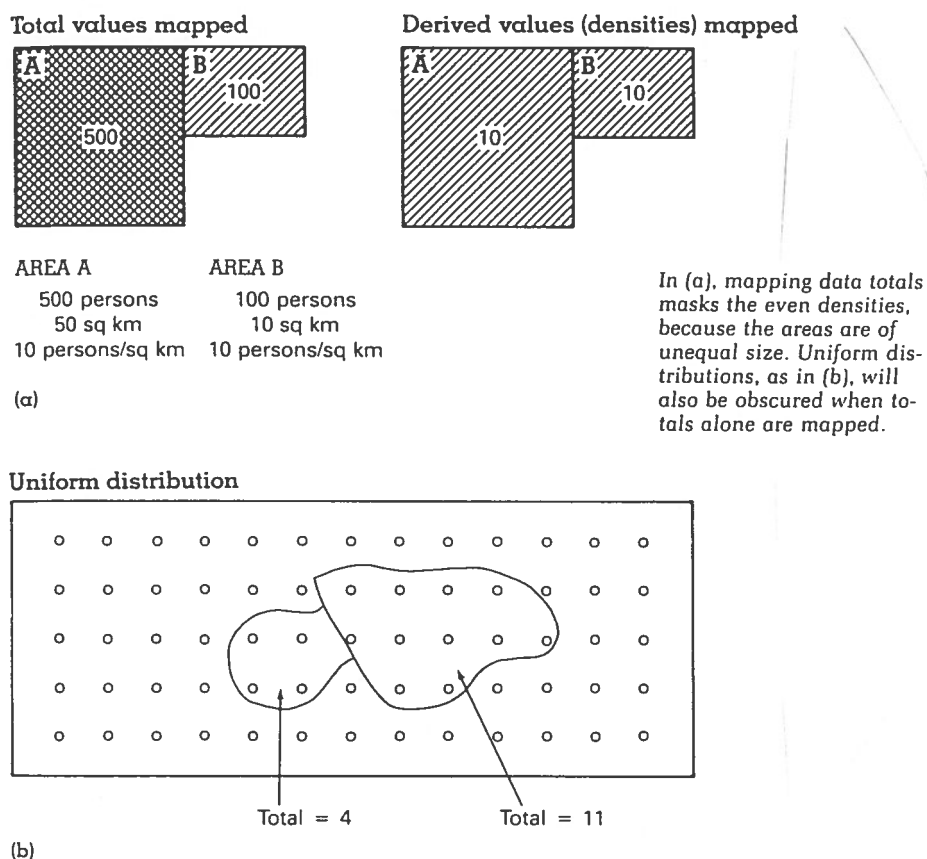 Total values mapped
A
B
100
500
Derived values (densities) mapped
A
B
10
10
AREA A
500 persons
50 sq km
10 persons/sq km
AREA B
100 persons
10 sq km
10 persons/sq km
(a)
In (a), mapping data totals
masks the even densities,
because the areas are of
unequal size. Uniform dis-
tributions, as in (b), will
also be obscured when to-
tals alone are mapped.
Uniform distribution
Total = 4
Total = 11
(b)